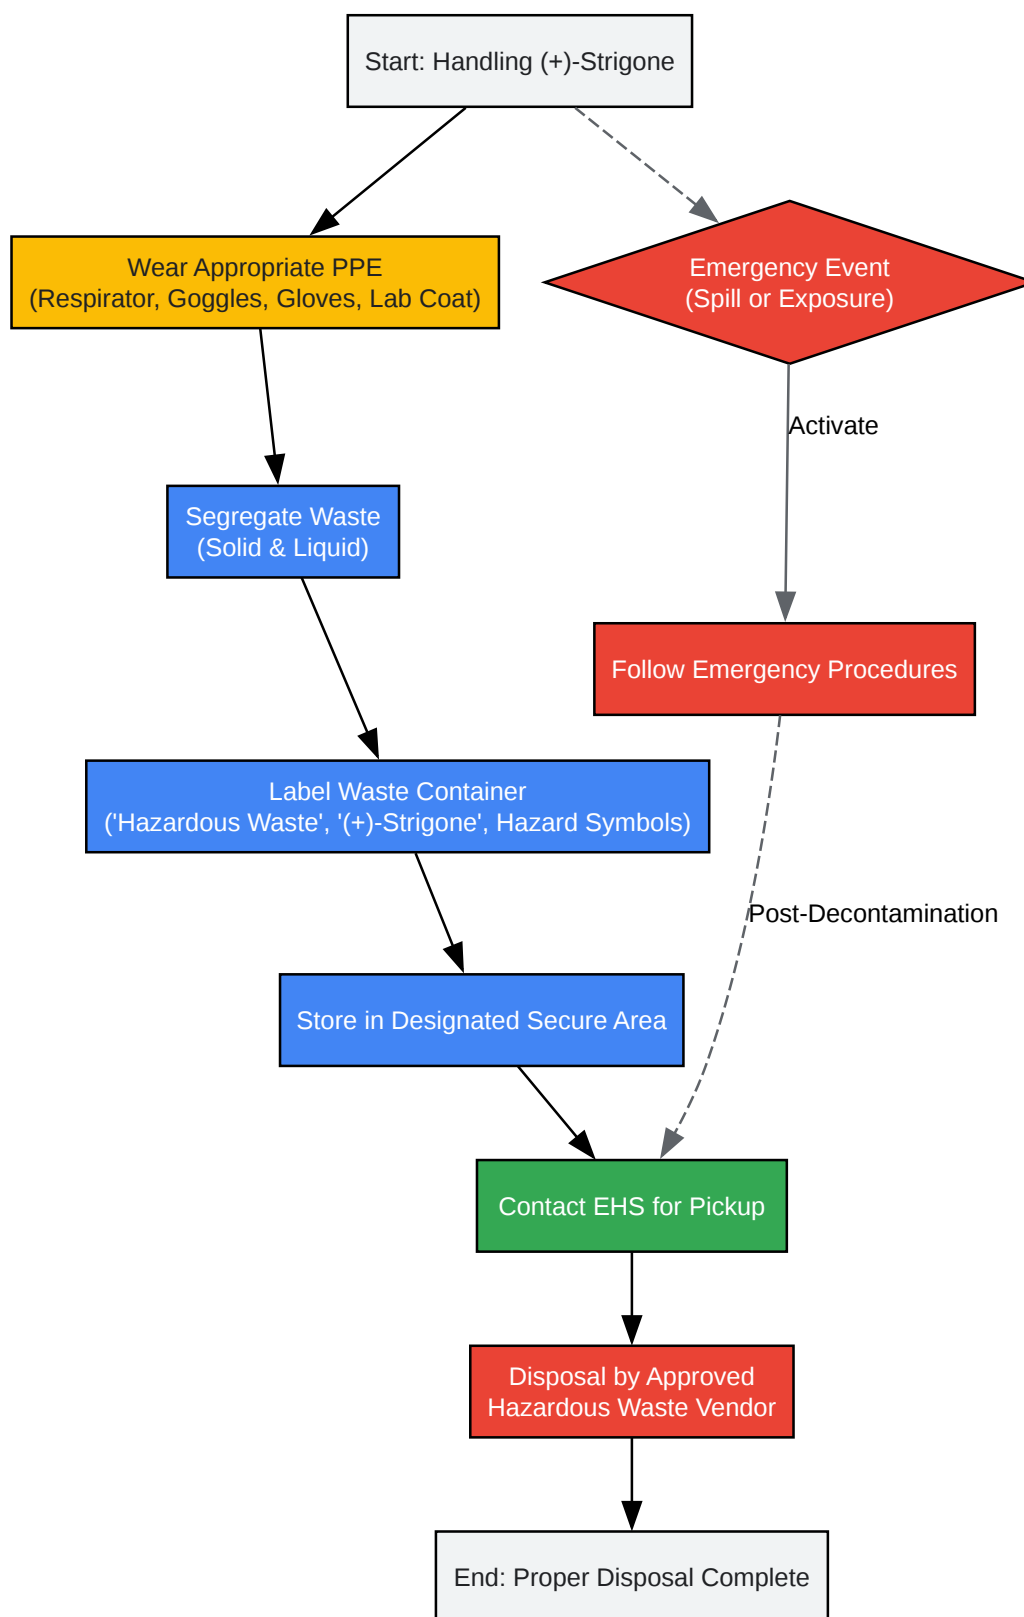 Start: Handling (+)-Strigone
Wear Appropriate PPE
(Respirator, Goggles, Gloves, Lab Coat)
Emergency Event
(Spill or Exposure)
Activate
Segregate Waste
(Solid & Liquid)
Follow Emergency Procedures
Label Waste Container
('Hazardous Waste', '(+)-Strigone', Hazard Symbols)
Post-Decontamination
Store in Designated Secure Area
Contact EHS for Pickup
Disposal by Approved
Hazardous Waste Vendor
End: Proper Disposal Complete